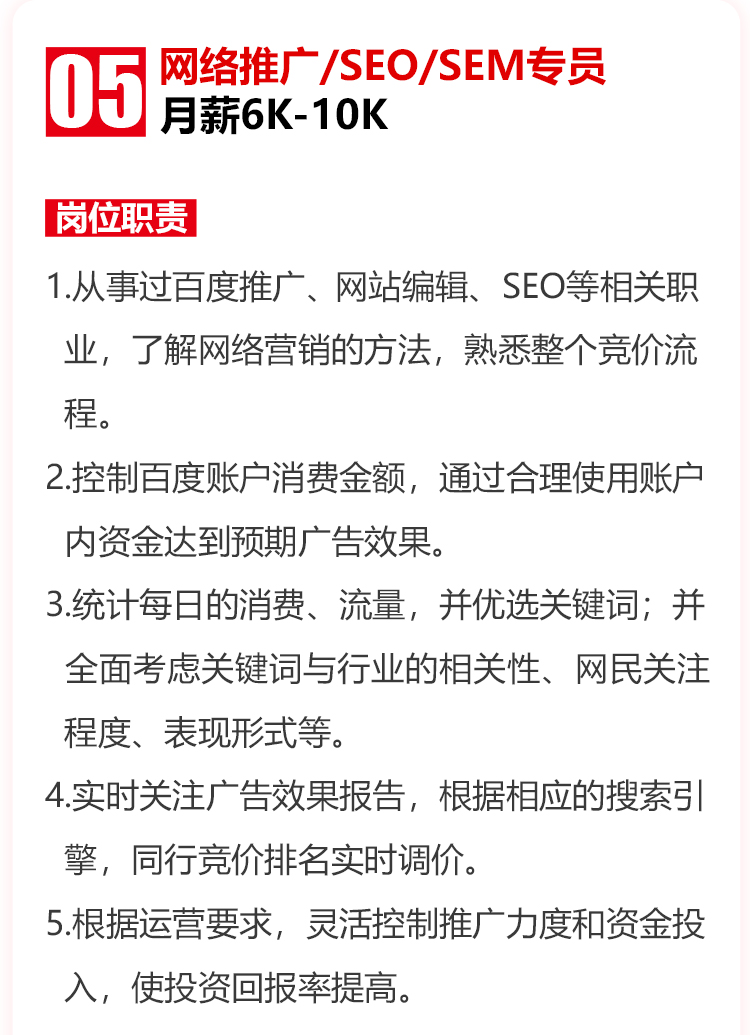 05
网络推广/SEO/SEM专员
月薪6K-10K
岗位职责
1.从事过百度推广、网站编辑、SEO等相关职
业，了解网络营销的方法，熟悉整个竞价流
程。
2.控制百度账户消费金额，通过合理使用账户
内资金达到预期广告效果。
3.统计每日的消费、流量，并优选关键词；并
全面考虑关键词与行业的相关性、网民关注
程度、表现形式等。
4.实时关注广告效果报告，根据相应的搜索引
擎，同行竞价排名实时调价。
5.根据运营要求，灵活控制推广力度和资金投
入，使投资回报率提高。